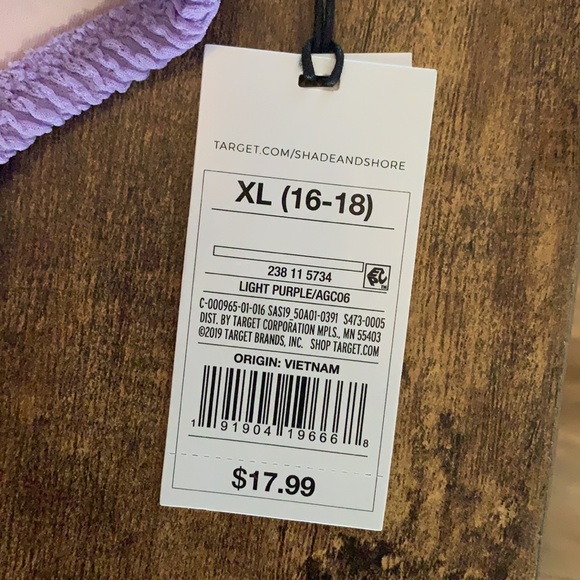 TARGET.COM/SHADEANDSHORE
XL (16-18)
238 11 5734
LIGHT PURPLE/AGC06
C-000965-01-016 SAS19 50A01-0391 S473-0005
DIST. BY TARGET CORPORATION MPLS., MN 55403
©2019 TARGET BRANDS, INC. SHOP TARGET.COM
ORIGIN: VIETNAM
1 91904 19666 8
$17.99